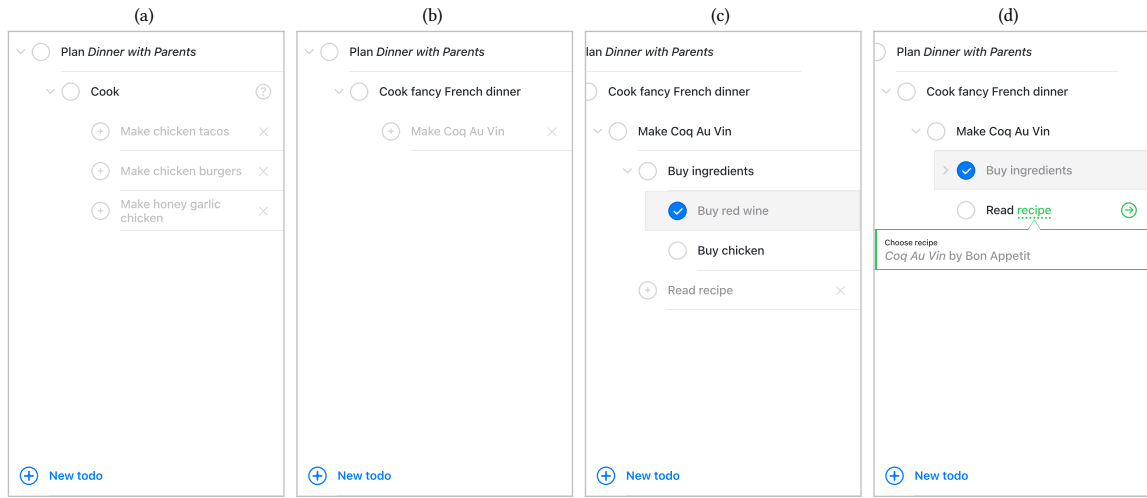 (a)
Plan Dinner with Parents
Cook
?
Make chicken tacos
Make chicken burgers
Make honey garlic
chicken
New todo
(b)
Plan Dinner with Parents
Cook fancy French dinner
Make Coq Au Vin
New todo
(c)
lan Dinner with Parents
Cook fancy French dinner
Make Coq Au Vin
Buy ingredients
Buy red wine
Buy chicken
Read recipe
New todo
(d)
Plan Dinner with Parents
Cook fancy French dinner
Make Coq Au Vin
Buy ingredients
Read recipe
Choose recipe
Coq Au Vin by Bon Appetit
New todo